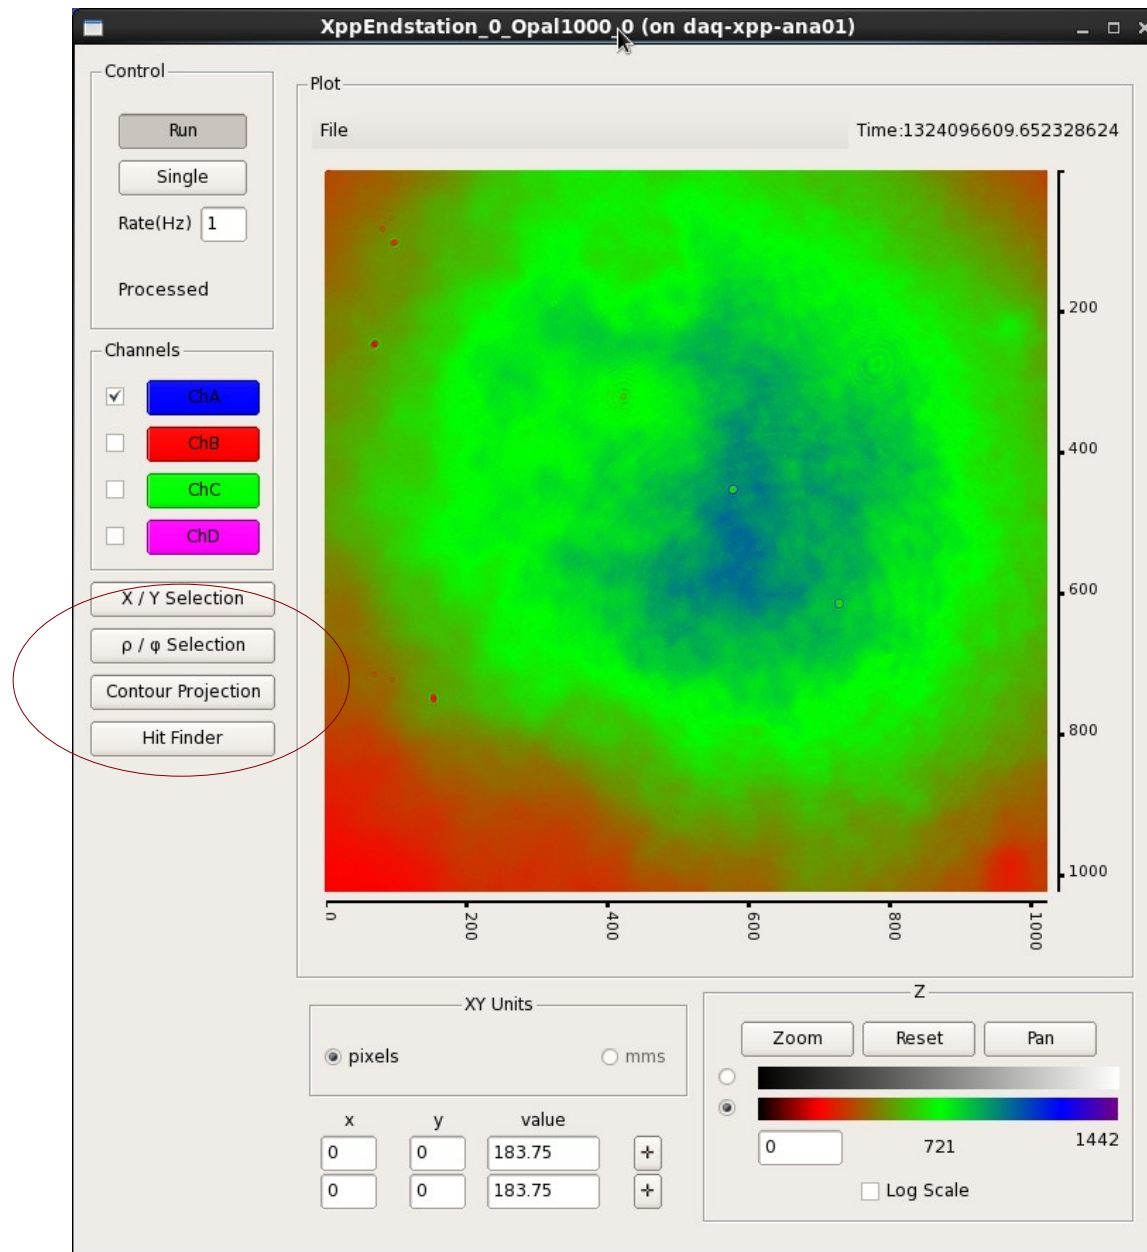 XppEndstation_0_Opal1000_0 (on daq-xpp-ana01)
Control
Run
Single
Rate(Hz) 1
Processed
Channels
ChA
ChB
ChC
ChD
X / Y Selection
ρ / φ Selection
Contour Projection
Hit Finder
Plot
File Time:1324096609.652328624
200
400
600
800
1000
0 200 400 600 800 1000
XY Units
pixels mms
x y value
0 0 183.75 +
0 0 183.75 +
Z
Zoom Reset Pan
0 721 1442
Log Scale